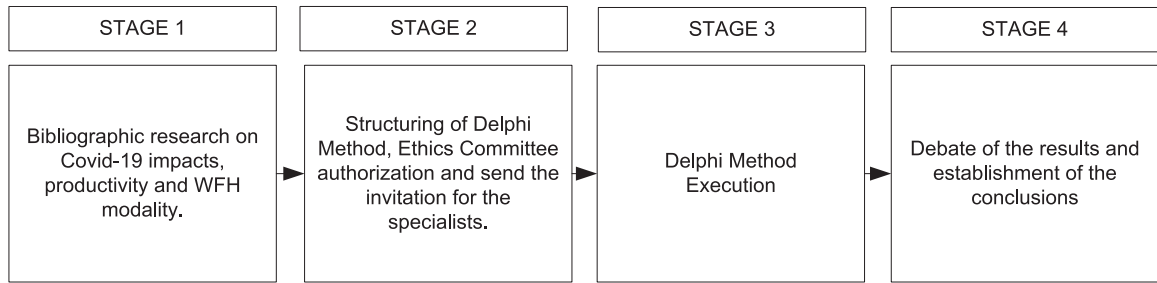 STAGE 1
STAGE 2
STAGE 3
STAGE 4
Bibliographic research on
Covid-19 impacts,
productivity and WFH
modality.
Structuring of Delphi
Method, Ethics Committee
authorization and send the
invitation for the
specialists.
Delphi Method
Execution
Debate of the results and
establishment of the
conclusions